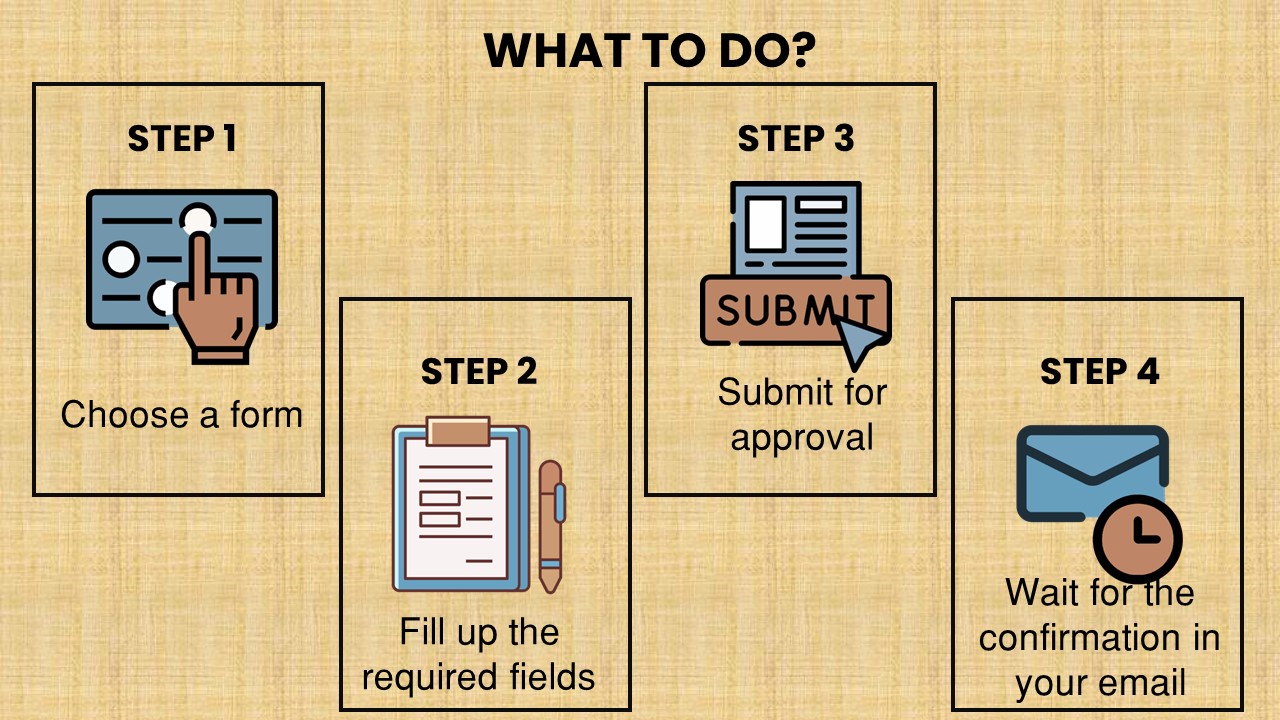 WHAT TO DO?
STEP 1
Choose a form
STEP 2
Fill up the
required fields
STEP 3
SUBMIT
Submit for
approval
STEP 4
Wait for the
confirmation in
your email